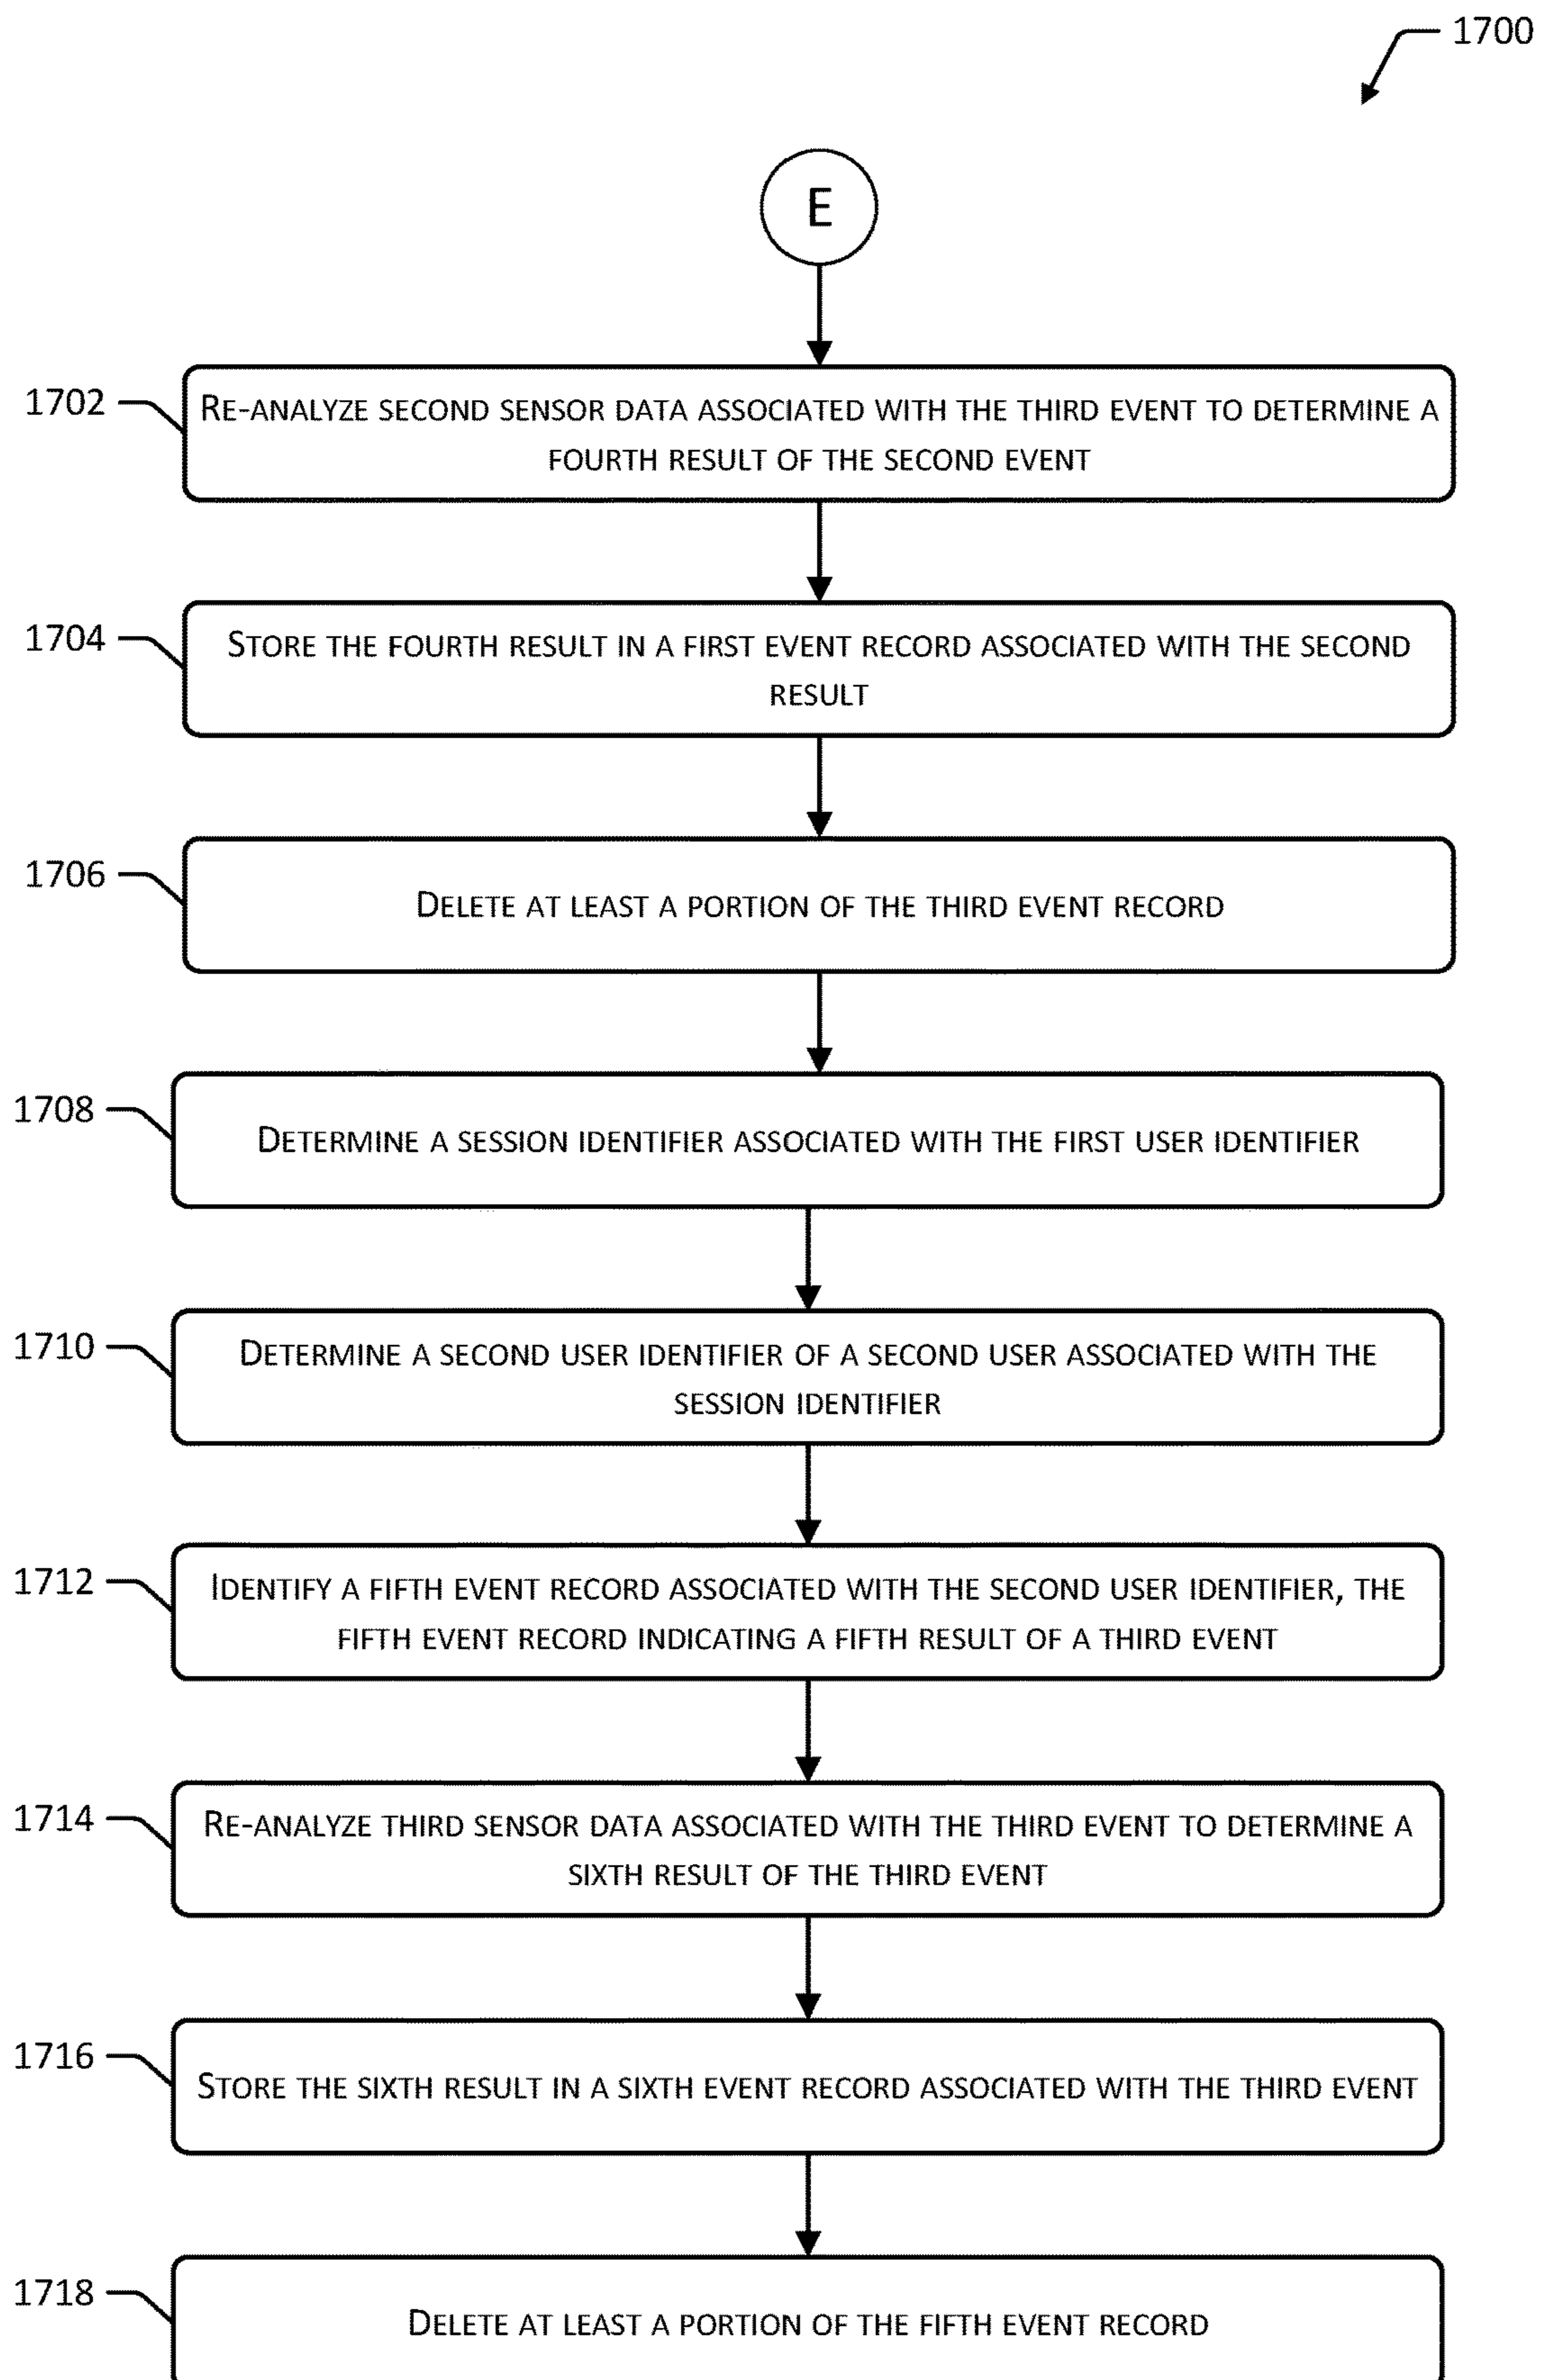 1700
E
1702
RE-ANALYZE SECOND SENSOR DATA ASSOCIATED WITH THE THIRD EVENT TO DETERMINE A
FOURTH RESULT OF THE SECOND EVENT
1704
STORE THE FOURTH RESULT IN A FIRST EVENT RECORD ASSOCIATED WITH THE SECOND
RESULT
1706
DELETE AT LEAST A PORTION OF THE THIRD EVENT RECORD
1708
DETERMINE A SESSION IDENTIFIER ASSOCIATED WITH THE FIRST USER IDENTIFIER
1710
DETERMINE A SECOND USER IDENTIFIER OF A SECOND USER ASSOCIATED WITH THE
SESSION IDENTIFIER
1712
IDENTIFY A FIFTH EVENT RECORD ASSOCIATED WITH THE SECOND USER IDENTIFIER, THE
FIFTH EVENT RECORD INDICATING A FIFTH RESULT OF A THIRD EVENT
1714
RE-ANALYZE THIRD SENSOR DATA ASSOCIATED WITH THE THIRD EVENT TO DETERMINE A
SIXTH RESULT OF THE THIRD EVENT
1716
STORE THE SIXTH RESULT IN A SIXTH EVENT RECORD ASSOCIATED WITH THE THIRD EVENT
1718
DELETE AT LEAST A PORTION OF THE FIFTH EVENT RECORD